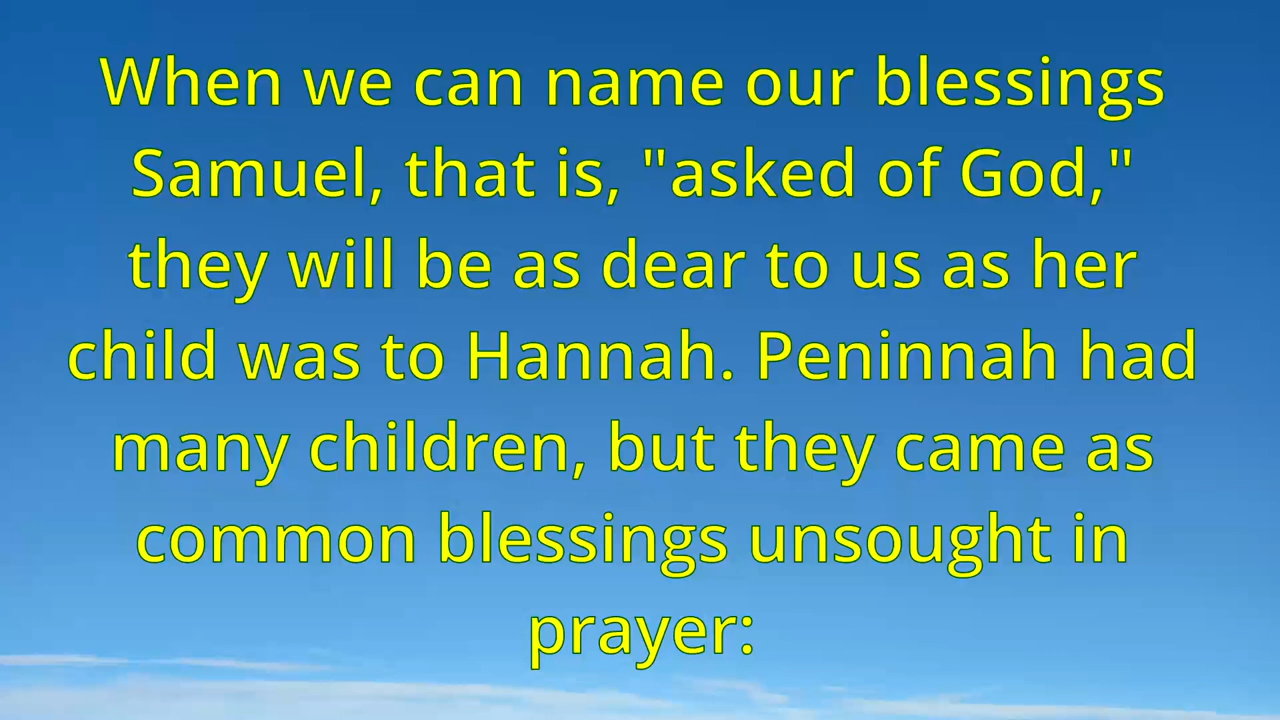 When we can name our blessings
Samuel, that is, "asked of God,"
they will be as dear to us as her
child was to Hannah. Peninnah had
many children, but they came as
common blessings unsought in
prayer: